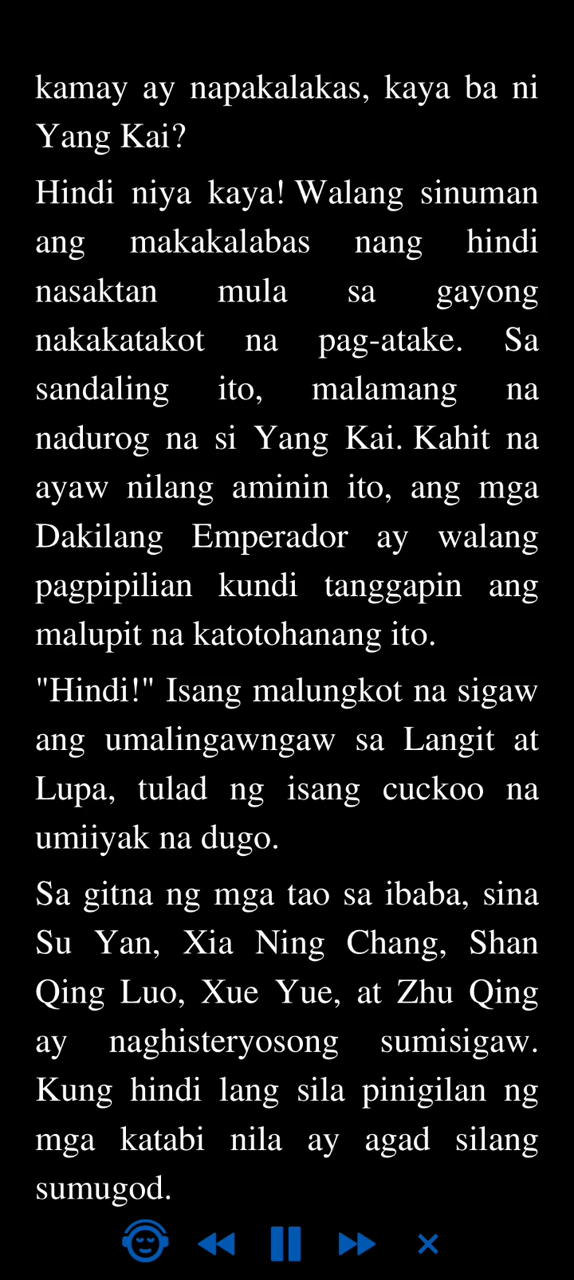 kamay ay napakalakas, kaya ba ni
Yang Kai?
Hindi niya kaya! Walang sinuman
ang makakalabas nang hindi
nasaktan mula sa gayong
nakakatakot na pag-atake. Sa
sandaling ito, malamang na
nadurog na si Yang Kai. Kahit na
ayaw nilang aminin ito, ang mga
Dakilang Emperador ay walang
pagpipilian kundi tanggapin ang
malupit na katotohanang ito.
"Hindi!" Isang malungkot na sigaw
ang umalingawngaw sa Langit at
Lupa, tulad ng isang cuckoo na
umiiyak na dugo.
Sa gitna ng mga tao sa ibaba, sina
Su Yan, Xia Ning Chang, Shan
Qing Luo, Xue Yue, at Zhu Qing
ay naghisteryosong sumisigaw.
Kung hindi lang sila pinigilan ng
mga katabi nila ay agad silang
sumugod.